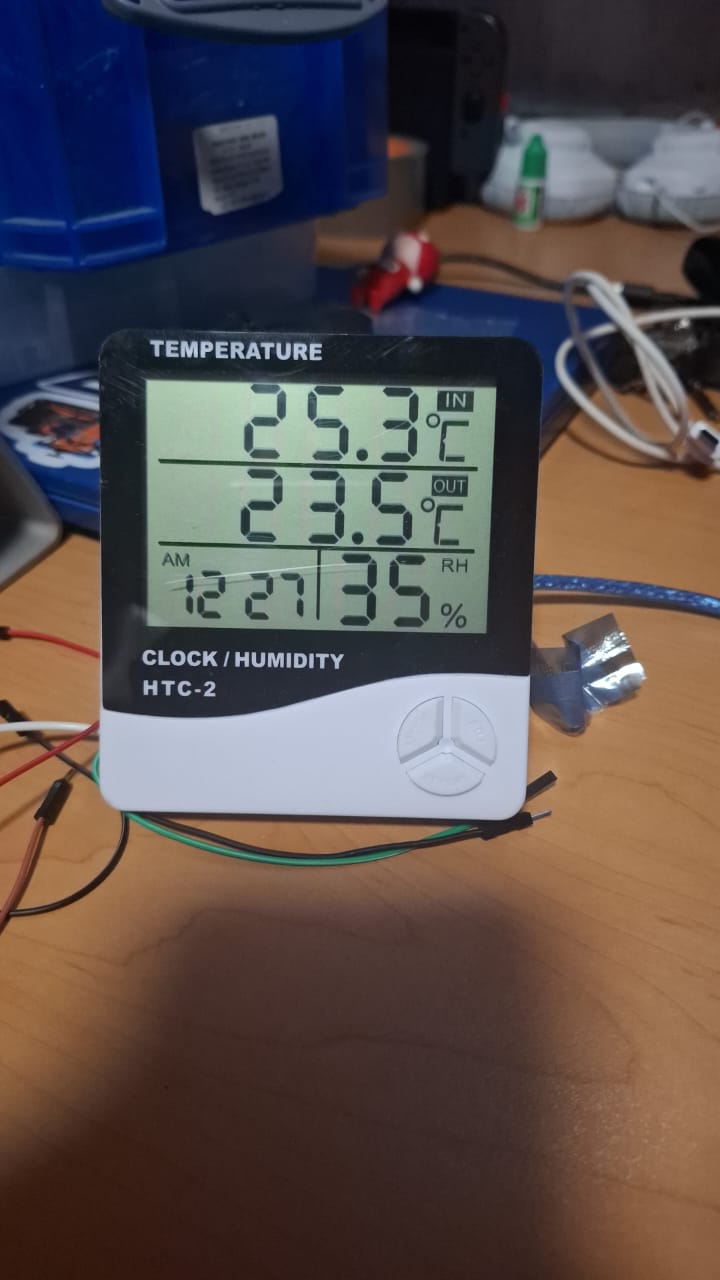 TEMPERATURE
25.3 °C IN
23.5 °C OUT
AM 12 27 35 % RH
CLOCK / HUMIDITY
HTC-2